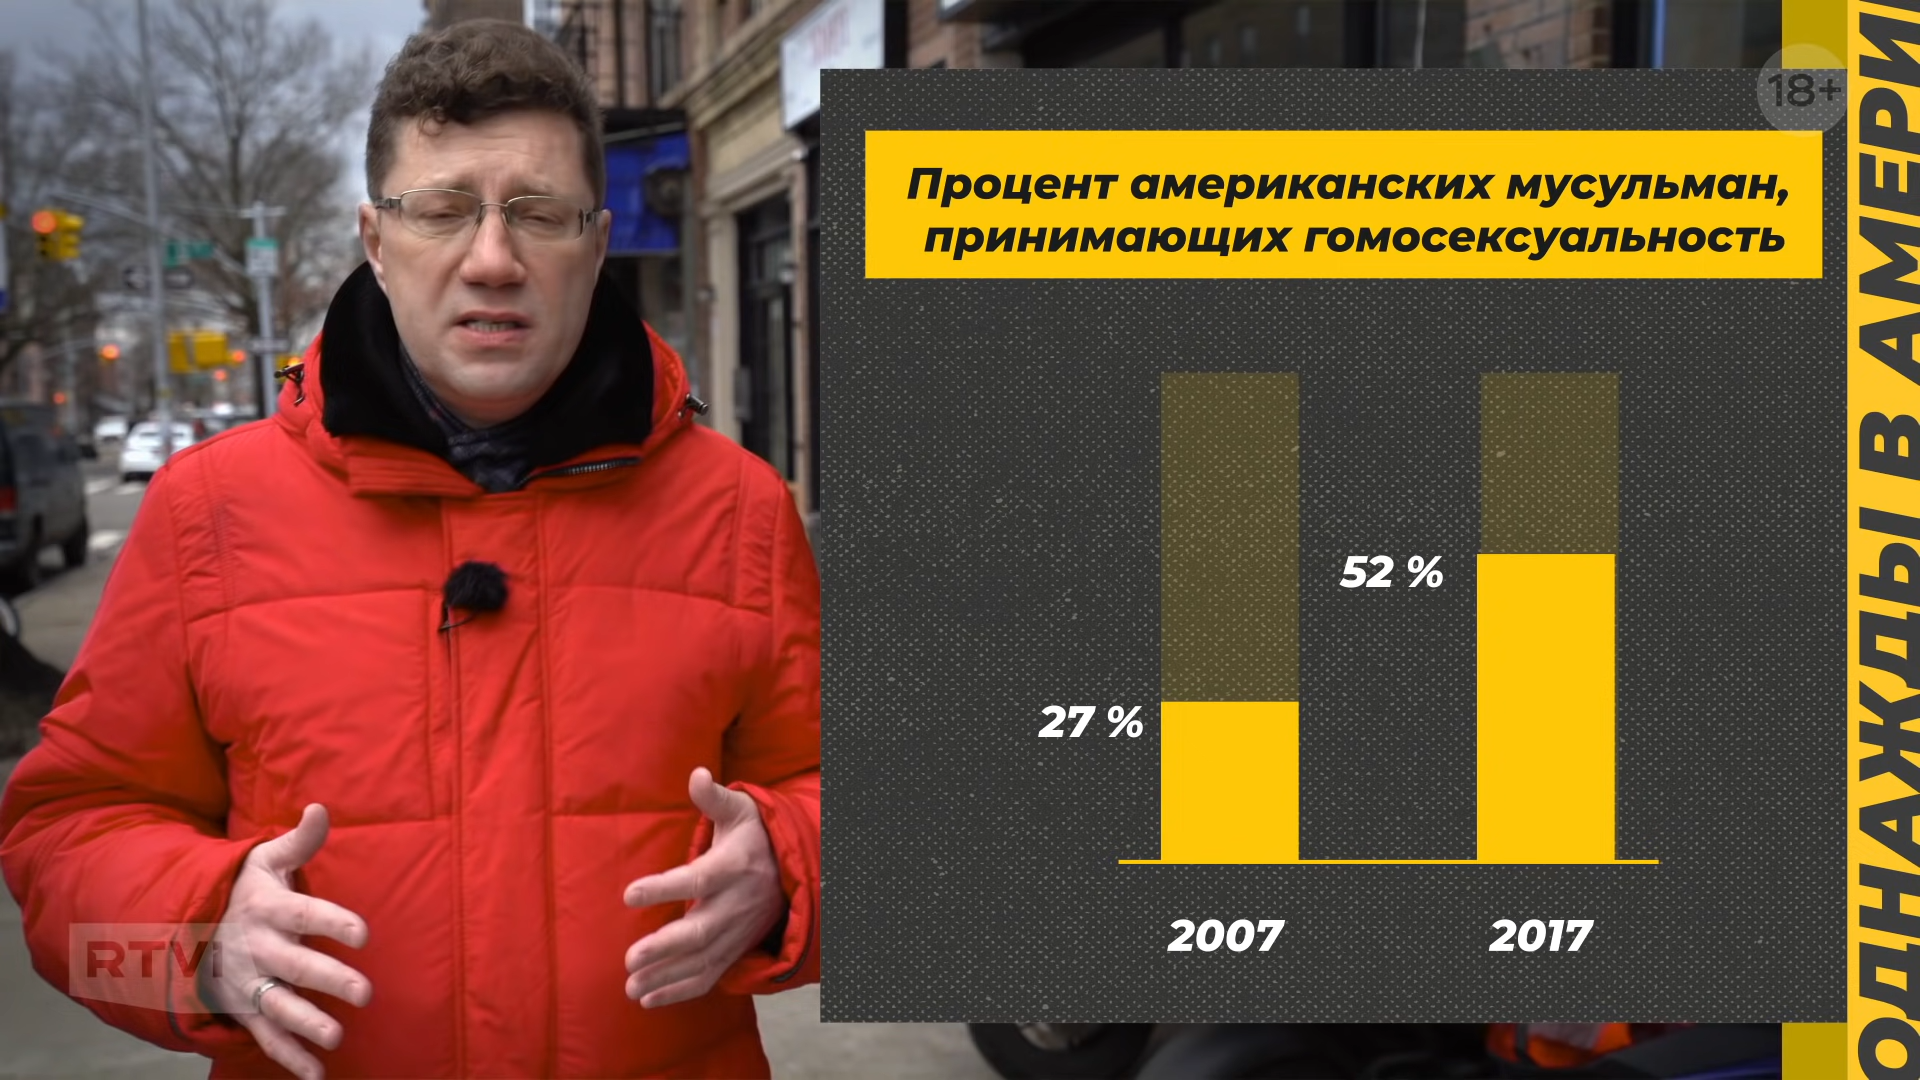 18+
Процент американских мусульман,
принимающих гомосексуальность
52 %
27 %
2007
2017
RTVi
ОДНАЖДЫ В АМЕРИ